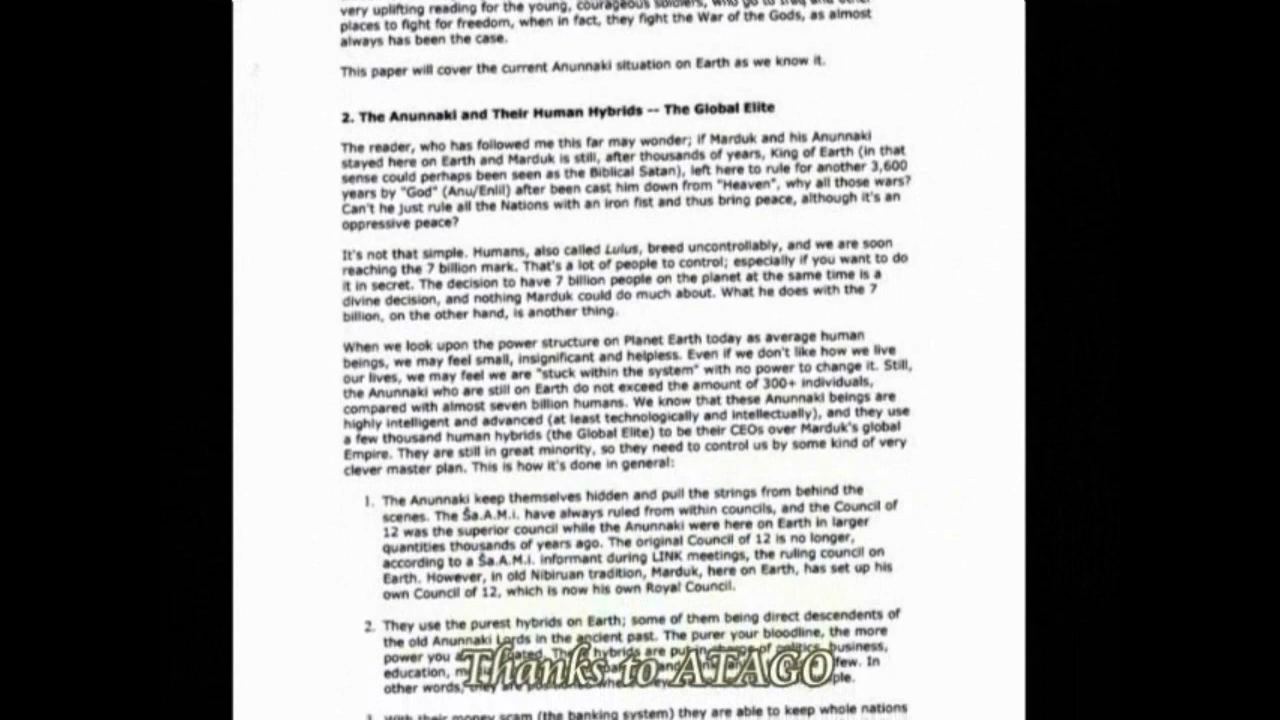 very uplifting reading for the young, courageous soldiers, who go to Iraq and other
places to fight for freedom, when in fact, they fight the War of the Gods, as almost
always has been the case.
This paper will cover the current Anunnaki situation on Earth as we know it.
2. The Anunnaki and Their Human Hybrids -- The Global Elite
The reader, who has followed me this far may wonder; if Marduk and his Anunnaki
stayed here on Earth and Marduk is still, after thousands of years, King of Earth (in that
sense could perhaps been seen as the Biblical Satan), left here to rule for another 3,600
years by "God" (Anu/Enlil) after been cast him down from "Heaven", why all those wars?
Can't he just rule all the Nations with an iron fist and thus bring peace, although it's an
oppressive peace?
It's not that simple. Humans, also called Lulus, breed uncontrollably, and we are soon
reaching the 7 billion mark. That's a lot of people to control; especially if you want to do
it in secret. The decision to have 7 billion people on the planet at the same time is a
divine decision, and nothing Marduk could do much about. What he does with the 7
billion, on the other hand, is another thing.
When we look upon the power structure on Planet Earth today as average human
beings, we may feel small, insignificant and helpless. Even if we don't like how we live
our lives, we may feel we are "stuck within the system" with no power to change it. Still,
the Anunnaki who are still on Earth do not exceed the amount of 300+ individuals,
compared with almost seven billion humans. We know that these Anunnaki beings are
highly intelligent and advanced (at least technologically and intellectually), and they use
a few thousand human hybrids (the Global Elite) to be their CEOs over Marduk's global
Empire. They are still in great minority, so they need to control us by some kind of very
clever master plan. This is how it's done in general:
1. The Anunnaki keep themselves hidden and pull the strings from behind the
scenes. The Ša.A.M.i. have always ruled from within councils, and the Council of
12 was the superior council while the Anunnaki were here on Earth in larger
quantities thousands of years ago. The original Council of 12 is no longer,
according to a Ša.A.M.i. informant during LINK meetings, the ruling council on
Earth. However, in old Nibiruan tradition, Marduk, here on Earth, has set up his
own Council of 12, which is now his own Royal Council.
2. They use the purest hybrids on Earth; some of them being direct descendents of
the old Anunnaki Lords in the ancient past. The purer your bloodline, the more
power you hybrids are put in business,
education, few. In
other words, they are
Thanks to ATAGO
3. With their money scam (the banking system) they are able to keep whole nations